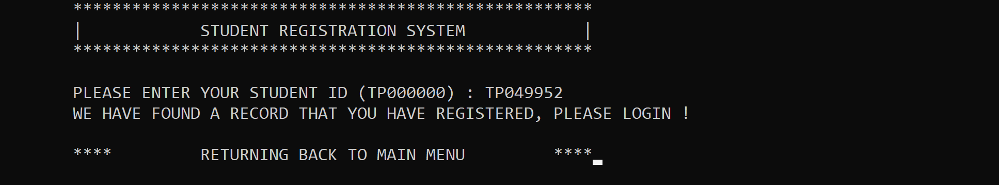 *****************************************************
| STUDENT REGISTRATION SYSTEM |
*****************************************************
PLEASE ENTER YOUR STUDENT ID (TP000000) : TP049952
WE HAVE FOUND A RECORD THAT YOU HAVE REGISTERED, PLEASE LOGIN !
**** RETURNING BACK TO MAIN MENU ****